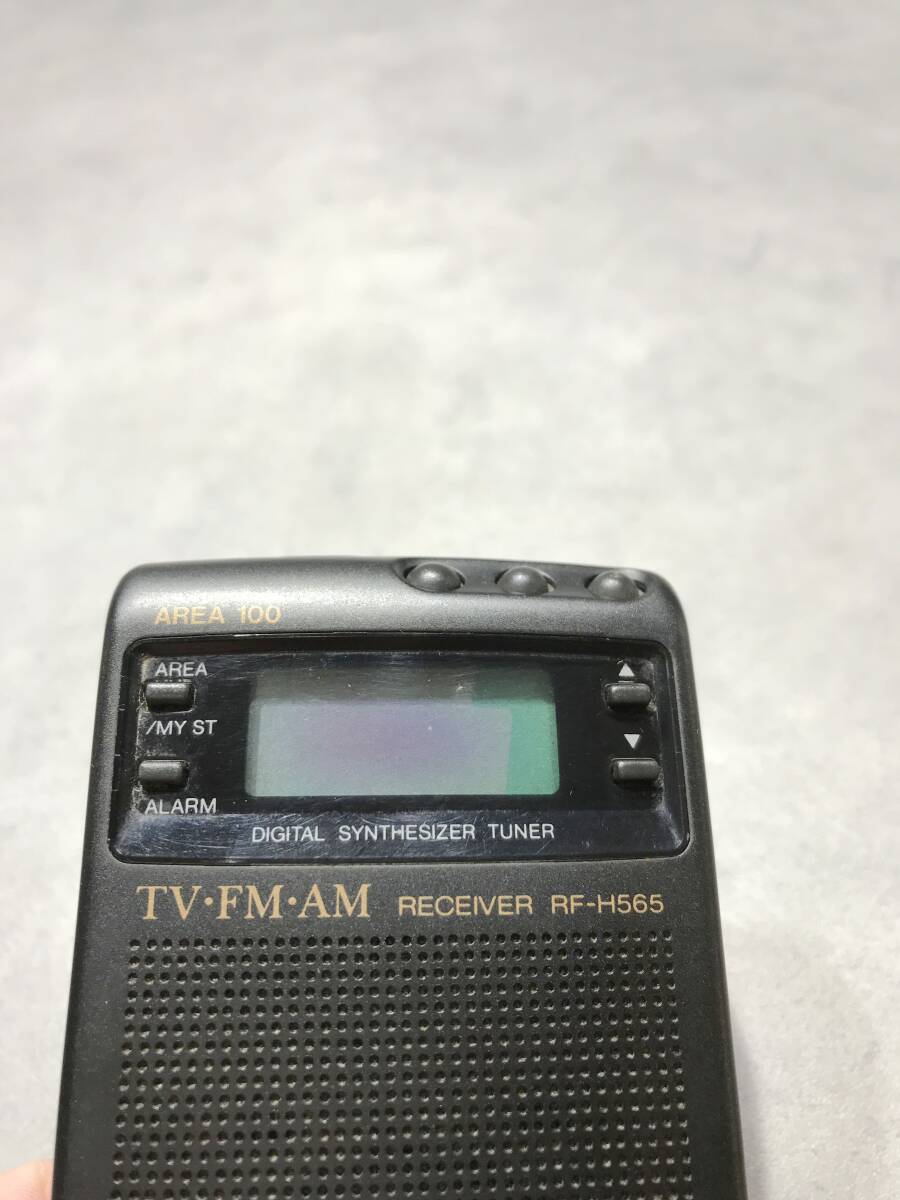 AREA 100
AREA
/MY ST
▲
▼
ALARM
DIGITAL SYNTHESIZER TUNER
TV·FM·AM RECEIVER RF-H565